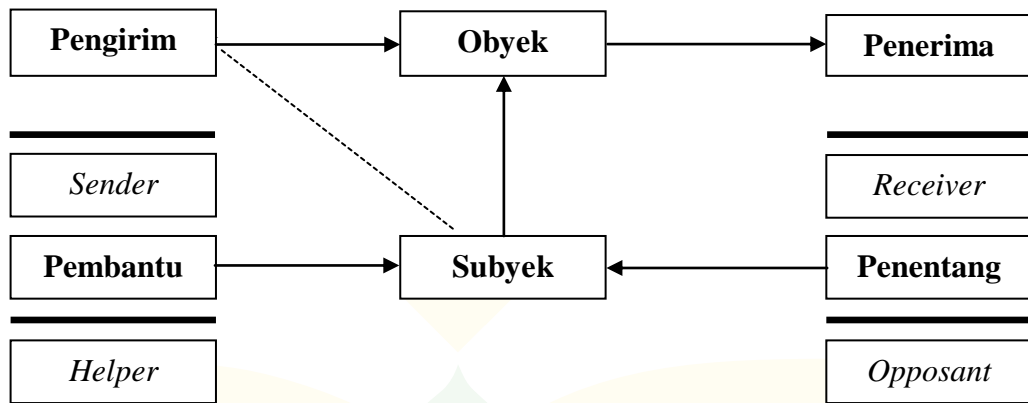 Pengirim
Obyek
Penerima
Sender
Receiver
Pembantu
Subyek
Penentang
Helper
Opposant